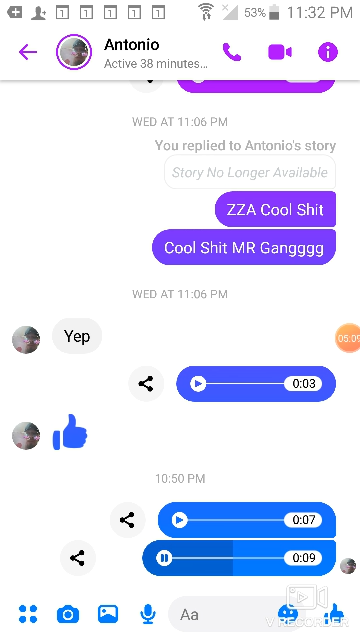 53% 11:32 PM
Antonio
Active 38 minutes...
WED AT 11:06 PM
You replied to Antonio's story
Story No Longer Available
ZZA Cool Shit
Cool Shit MR Gangggg
WED AT 11:06 PM
Yep
05:09
0:03
10:50 PM
0:07
0:09
Aa
V RECORDER